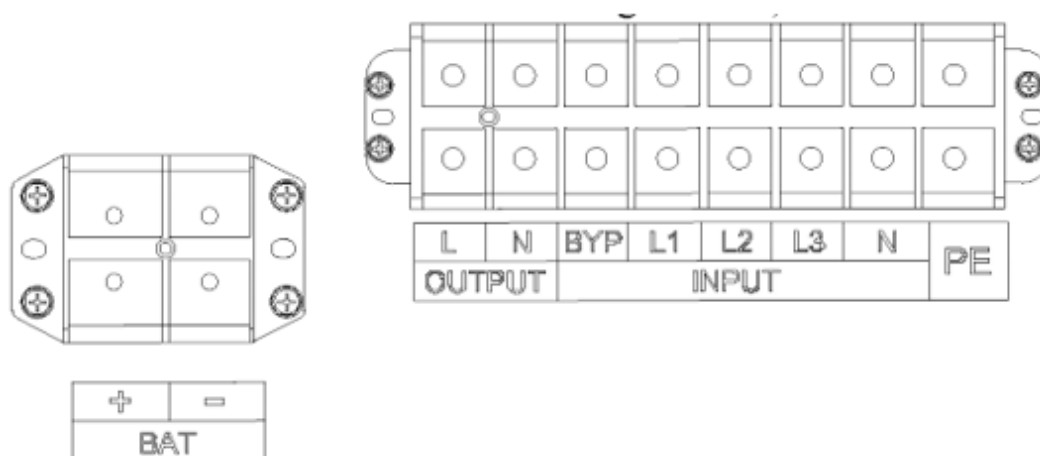 L N BYP L1 L2 L3 N PE
OUTPUT INPUT
+ -
BAT